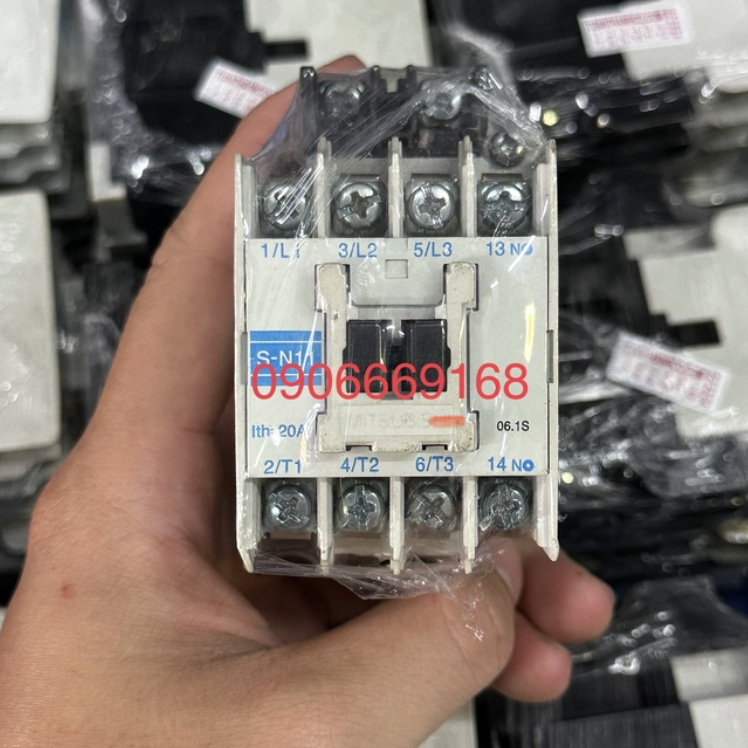 1/L1 3/L2 5/L3 13 NO
S-N11
0906669168
Ith=20A
MITSUBISHI
06.1S
2/T1 4/T2 6/T3 14 NO